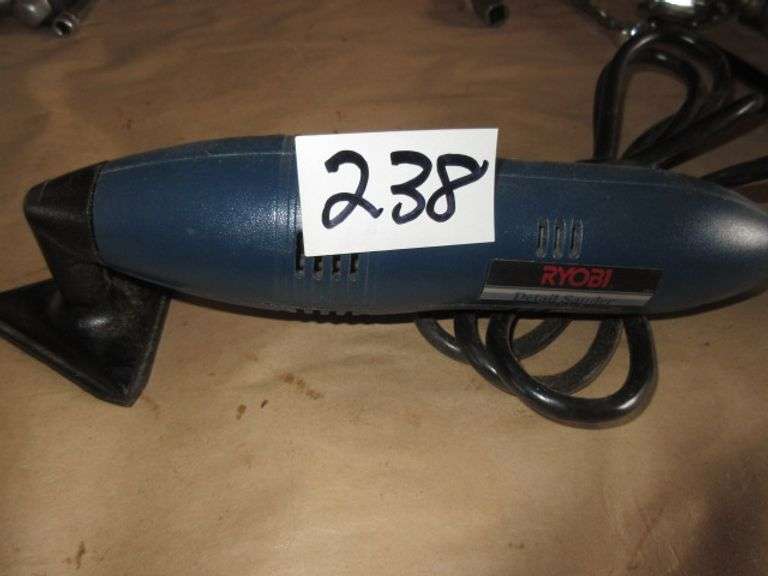 238
RYOBI
Detail Sander